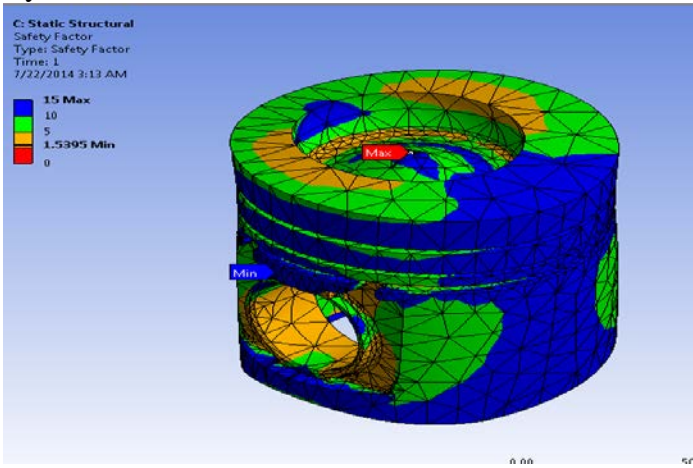 C: Static Structural
Safety Factor
Type: Safety Factor
Time: 1
7/22/2014 3:13 AM
15 Max
10
5
1.5395 Min
0
Max
Min
0.00